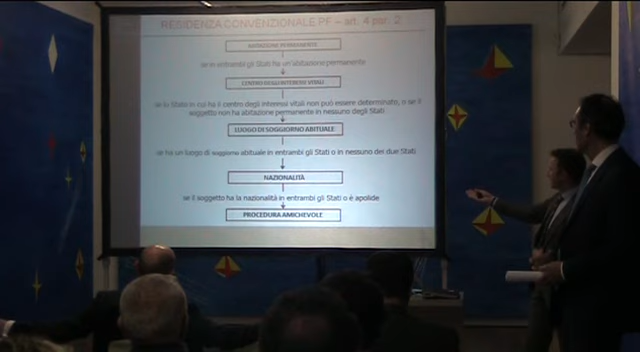 RESIDENZA CONVENZIONALE PF – art. 4 par. 2
ABITAZIONE PERMANENTE
se in entrambi gli Stati ha un'abitazione permanente
CENTRO DEGLI INTERESSI VITALI
se lo Stato in cui ha il centro degli interessi vitali non può essere determinato, o se il
soggetto non ha abitazione permanente in nessuno degli Stati
LUOGO DI SOGGIORNO ABITUALE
se ha un luogo di soggiorno abituale in entrambi gli Stati o in nessuno dei due Stati
NAZIONALITÀ
se il soggetto ha la nazionalità in entrambi gli Stati o è apolide
PROCEDURA AMICHEVOLE